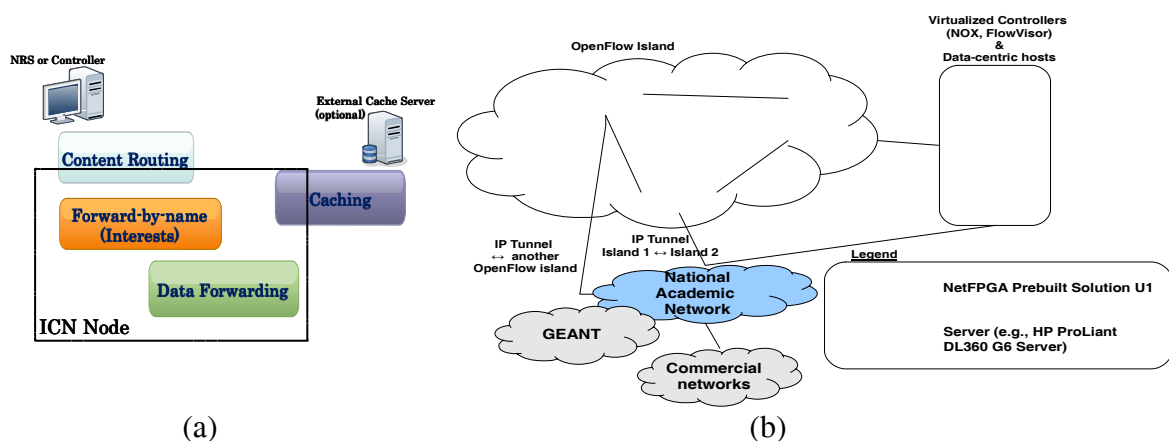 NRS or Controller
External Cache Server
(optional)
Content Routing
Caching
Forward-by-name
(Interests)
Data Forwarding
ICN Node
(a)
OpenFlow Island
Virtualized Controllers
(NOX, FlowVisor)
&
Data-centric hosts
IP Tunnel
↔ another
OpenFlow island
IP Tunnel
Island 1 ↔ Island 2
National
Academic
Network
GEANT
Commercial
networks
Legend
NetFPGA Prebuilt Solution U1
Server (e.g., HP ProLiant
DL360 G6 Server)
(b)